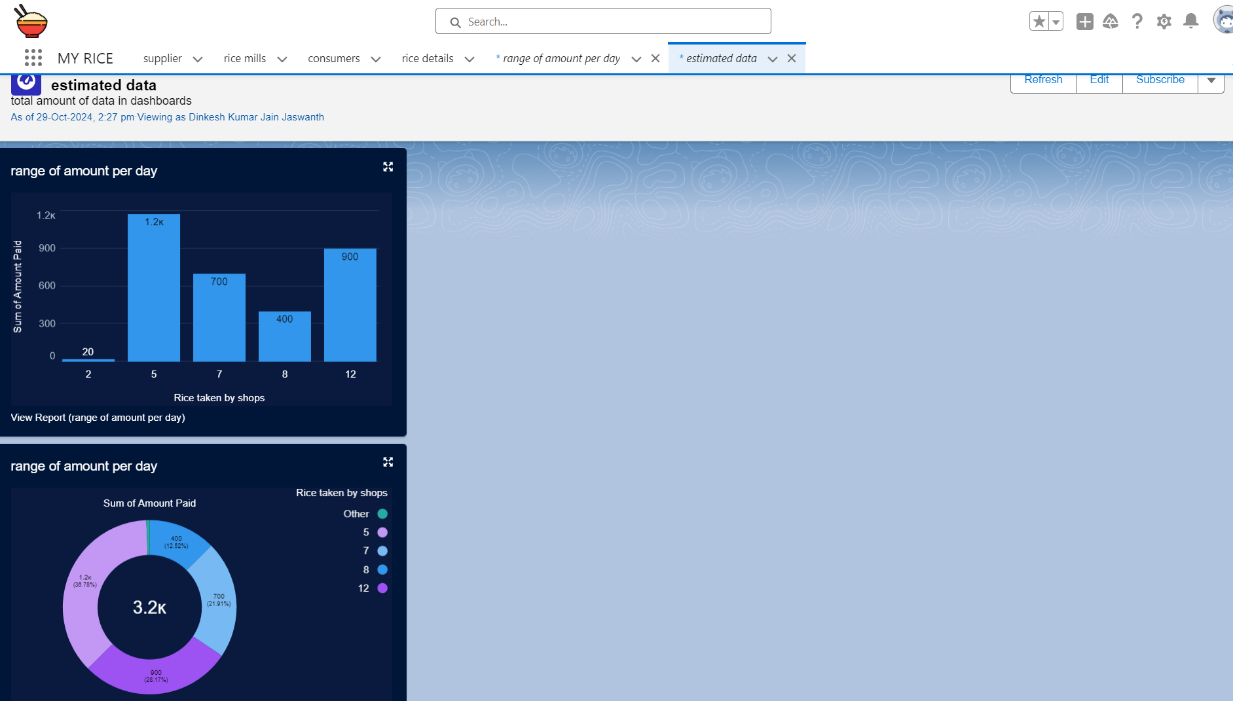 Search...
MY RICE supplier rice mills consumers rice details * range of amount per day * estimated data
estimated data
total amount of data in dashboards
As of 29-Oct-2024, 2:27 pm·Viewing as Dinkesh Kumar Jain Jaswanth
Refresh Edit Subscribe
range of amount per day
Sum of Amount Paid
1.2K
900
600
300
0
20
1.2K
700
400
900
2 5 7 8 12
Rice taken by shops
View Report (range of amount per day)
range of amount per day
Sum of Amount Paid
Rice taken by shops
Other
5
7
8
12
400
(12.52%)
1.2K
700
(21.91%)
3.2K
900
(28.17%)